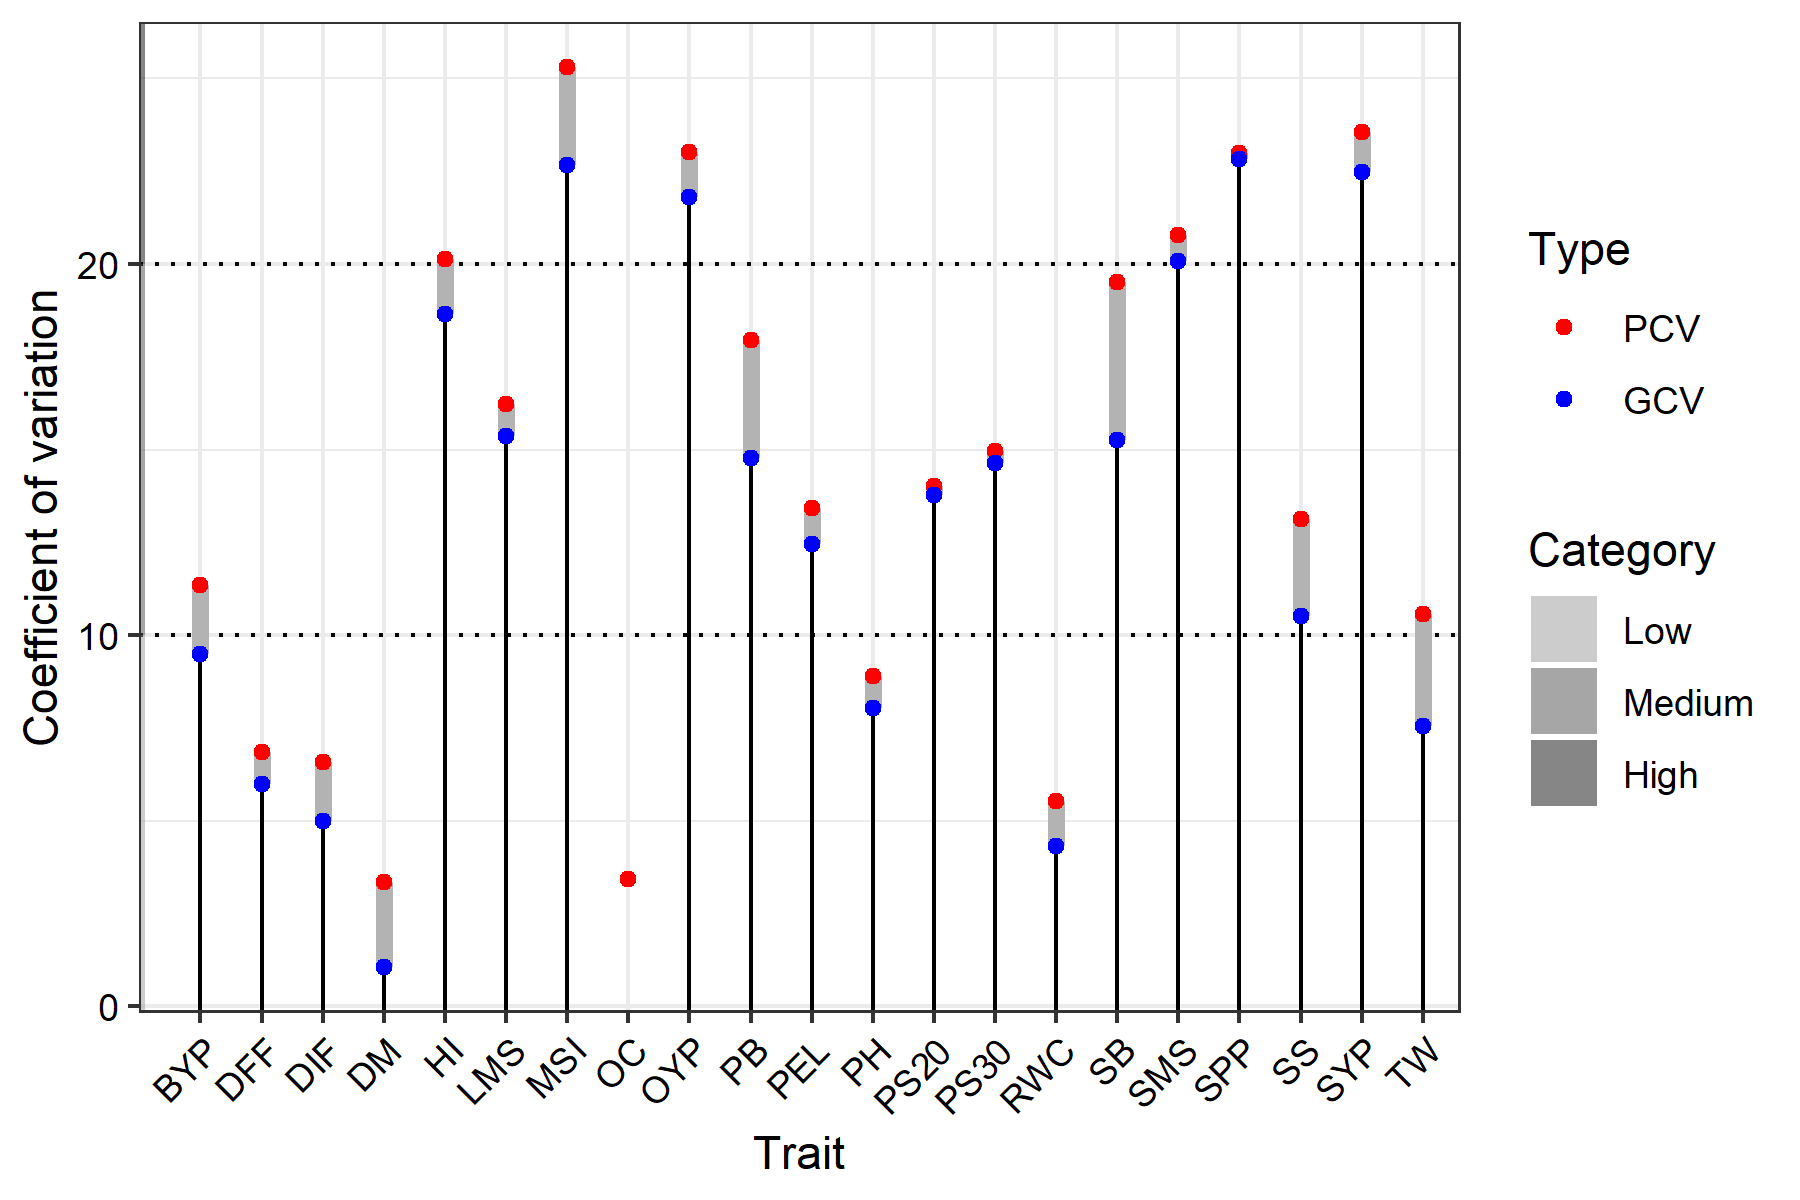 Coefficient of variation
20
10
0
BYP
DFF
DIF
DM
HI
LMS
MSI
OC
OYP
PB
PEL
PH
PS20
PS30
RWC
SB
SMS
SPP
SS
SYP
TW
Trait
Type
PCV
GCV
Category
Low
Medium
High